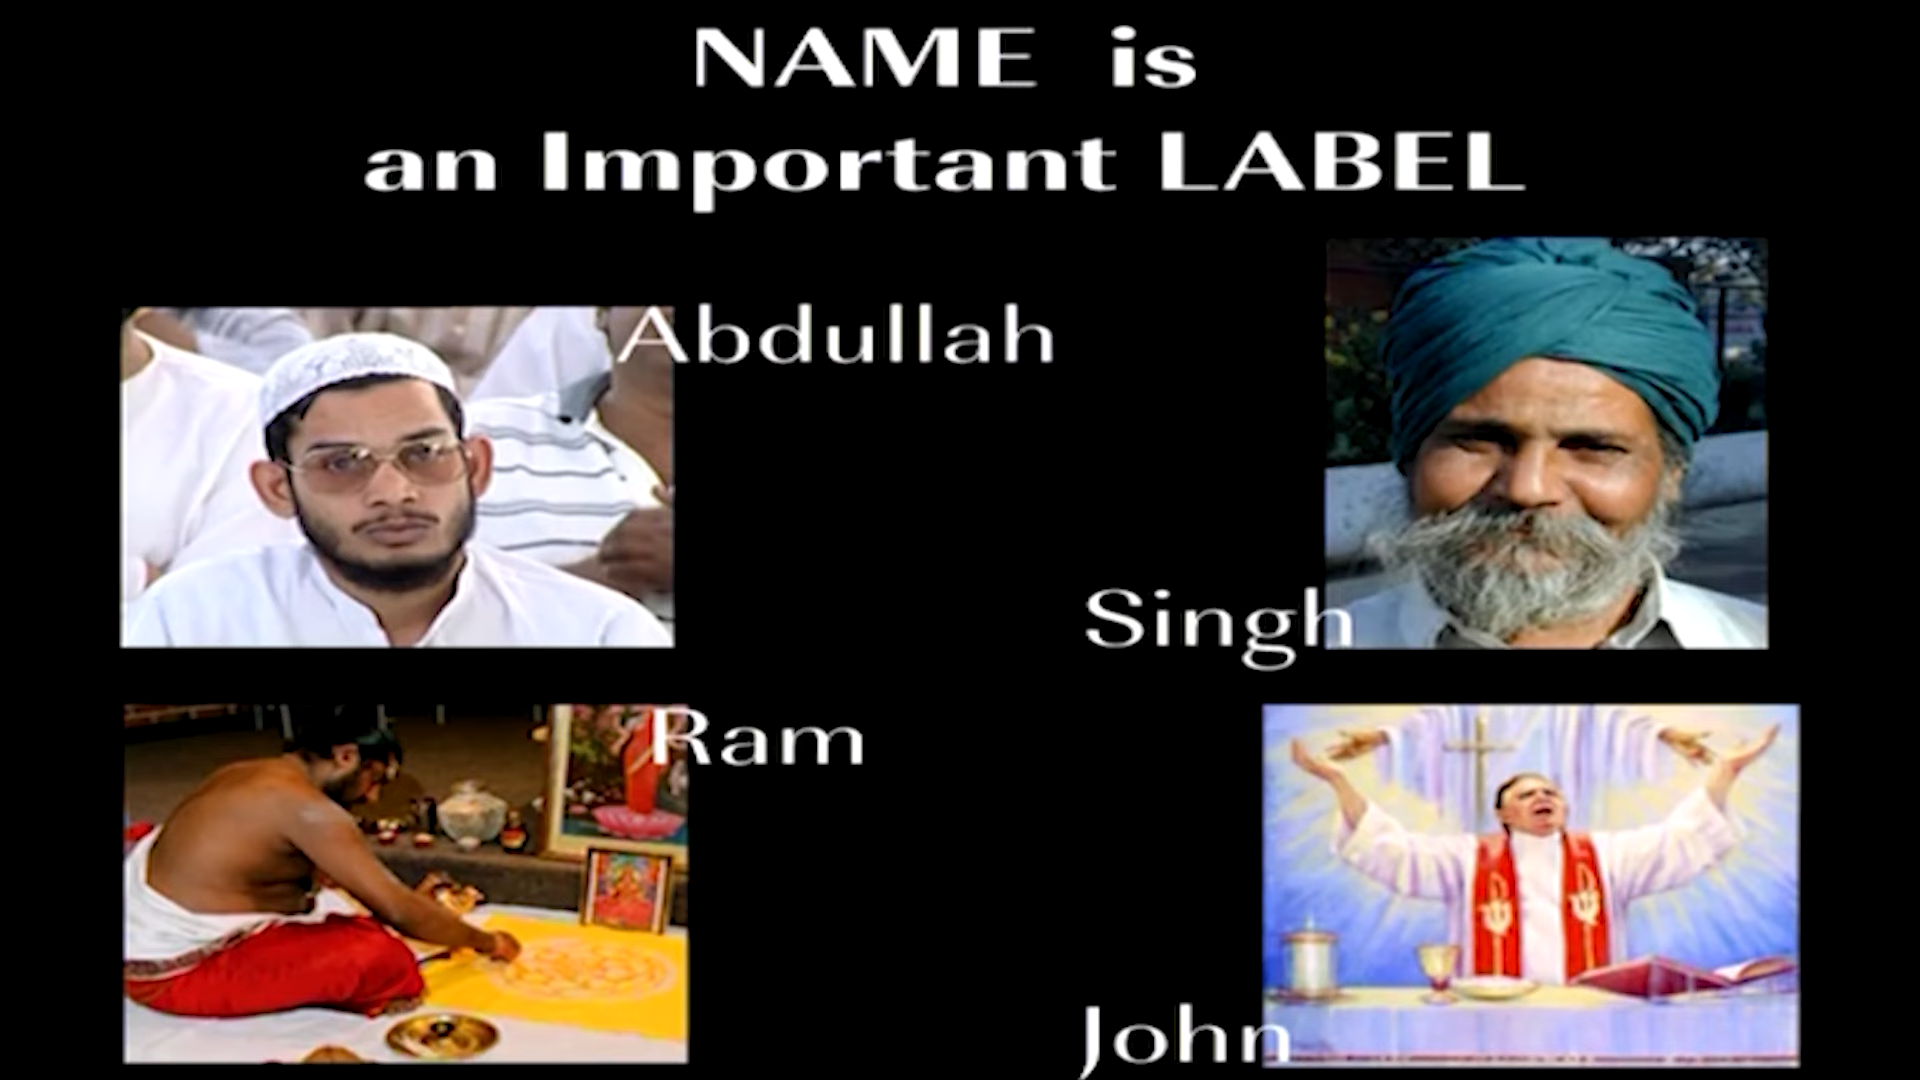 NAME is
an Important LABEL
Abdullah
Singh
Ram
John